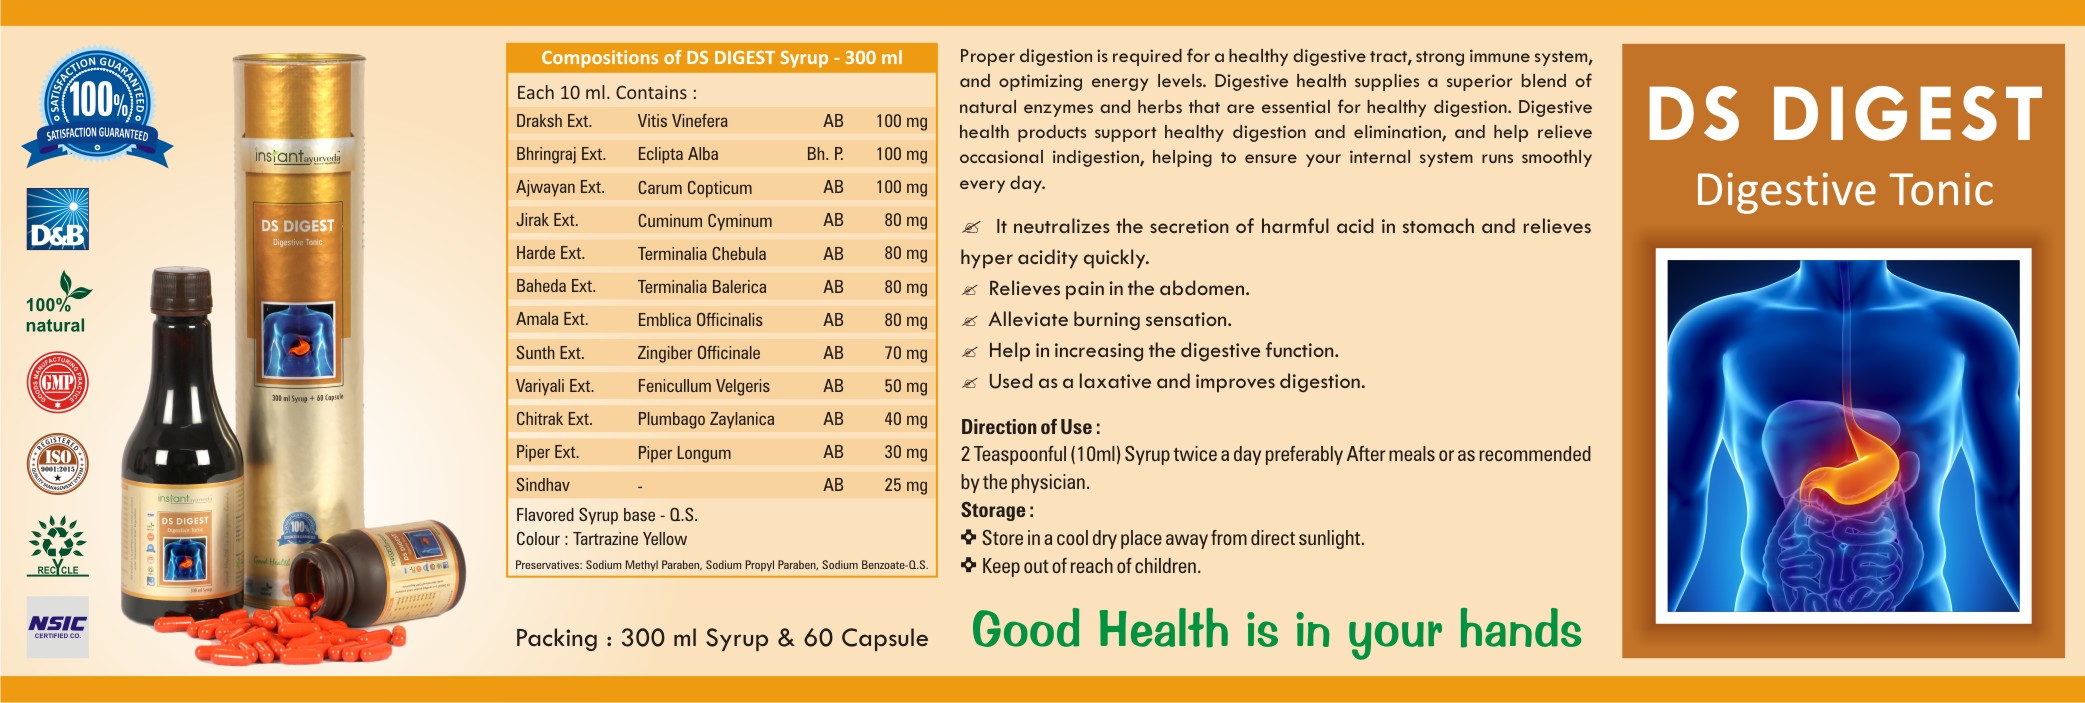 SATISFACTION GUARANTEED
100%
SATISFACTION GUARANTEED
D&B
100%
natural
GOODS MANUFACTURING PRACTICE
GMP
REGISTERED
ISO
9001:2015
QUALITY MANAGEMENT SYSTEM
RECYCLE
NSIC
CERTIFIED CO.
instantayurveda
DS DIGEST
Digestive Tonic
300 ml Syrup + 60 Capsule
100%
Good Health
instantayurveda
DS DIGEST
Digestive Tonic
300 ml Syrup
DS DIGEST
Compositions of DS DIGEST Syrup - 300 ml
Each 10 ml. Contains :
Draksh Ext. Vitis Vinefera AB 100 mg
Bhringraj Ext. Eclipta Alba Bh. P. 100 mg
Ajwayan Ext. Carum Copticum AB 100 mg
Jirak Ext. Cuminum Cyminum AB 80 mg
Harde Ext. Terminalia Chebula AB 80 mg
Baheda Ext. Terminalia Balerica AB 80 mg
Amala Ext. Emblica Officinalis AB 80 mg
Sunth Ext. Zingiber Officinale AB 70 mg
Variyali Ext. Fenicullum Velgeris AB 50 mg
Chitrak Ext. Plumbago Zaylanica AB 40 mg
Piper Ext. Piper Longum AB 30 mg
Sindhav - AB 25 mg
Flavored Syrup base - Q.S.
Colour : Tartrazine Yellow
Preservatives: Sodium Methyl Paraben, Sodium Propyl Paraben, Sodium Benzoate-Q.S.
Packing : 300 ml Syrup & 60 Capsule
Proper digestion is required for a healthy digestive tract, strong immune system,
and optimizing energy levels. Digestive health supplies a superior blend of
natural enzymes and herbs that are essential for healthy digestion. Digestive
health products support healthy digestion and elimination, and help relieve
occasional indigestion, helping to ensure your internal system runs smoothly
every day.
It neutralizes the secretion of harmful acid in stomach and relieves
hyper acidity quickly.
Relieves pain in the abdomen.
Alleviate burning sensation.
Help in increasing the digestive function.
Used as a laxative and improves digestion.
Direction of Use :
2 Teaspoonful (10ml) Syrup twice a day preferably After meals or as recommended
by the physician.
Storage :
Store in a cool dry place away from direct sunlight.
Keep out of reach of children.
Good Health is in your hands
DS DIGEST
Digestive Tonic